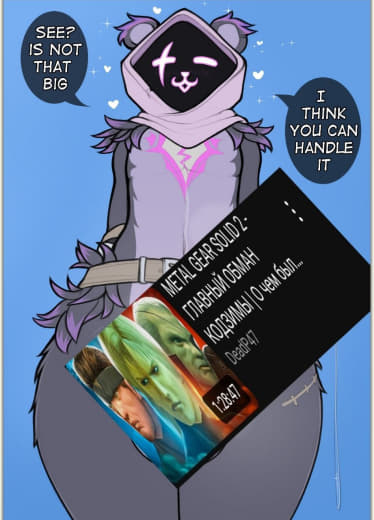 SEE?
IS NOT
THAT
BIG
I
THINK
YOU CAN
HANDLE
IT
METAL GEAR SOLID 2 -
ГЛАВНЫЙ ОБМАН
КОДЗИМЫ | О чем был...
DeadP47
1:28:47